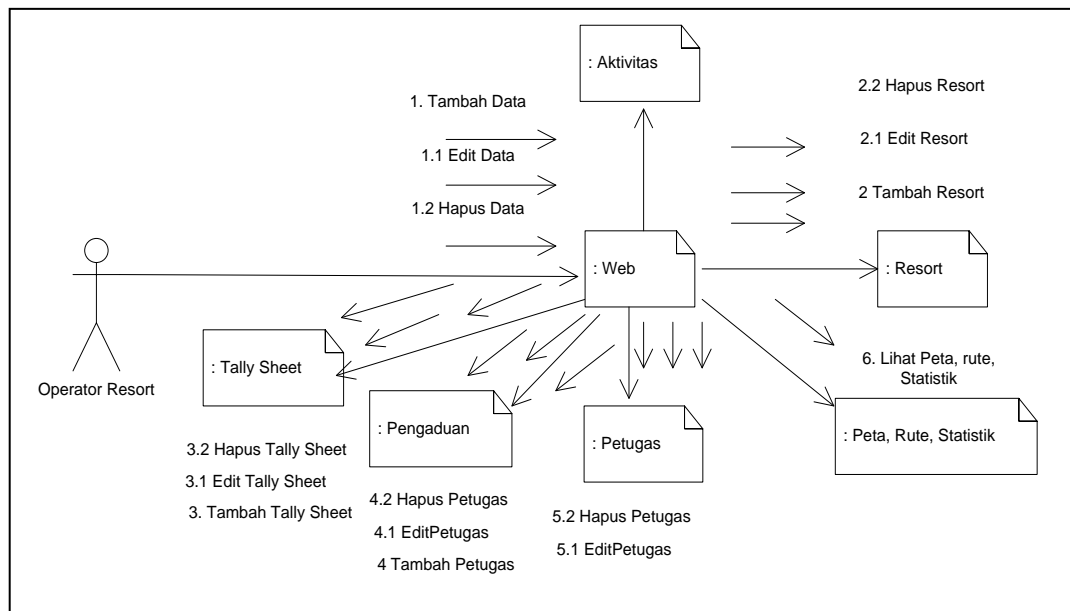 : Aktivitas
1. Tambah Data
1.1 Edit Data
1.2 Hapus Data
2.2 Hapus Resort
2.1 Edit Resort
2 Tambah Resort
: Web
: Resort
Operator Resort
: Tally Sheet
3.2 Hapus Tally Sheet
3.1 Edit Tally Sheet
3. Tambah Tally Sheet
: Pengaduan
4.2 Hapus Petugas
4.1 EditPetugas
4 Tambah Petugas
: Petugas
5.2 Hapus Petugas
5.1 EditPetugas
6. Lihat Peta, rute,
Statistik
: Peta, Rute, Statistik